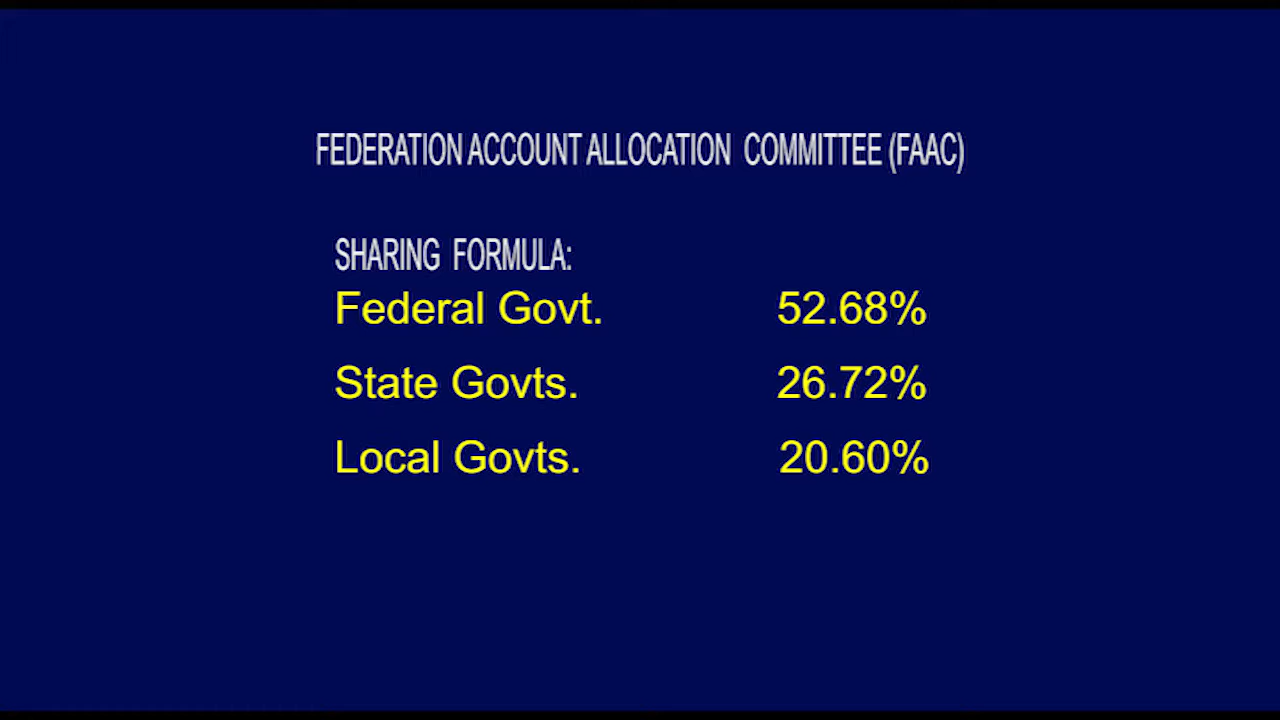 FEDERATION ACCOUNT ALLOCATION COMMITTEE (FAAC)
SHARING FORMULA:
Federal Govt. 52.68%
State Govts. 26.72%
Local Govts. 20.60%